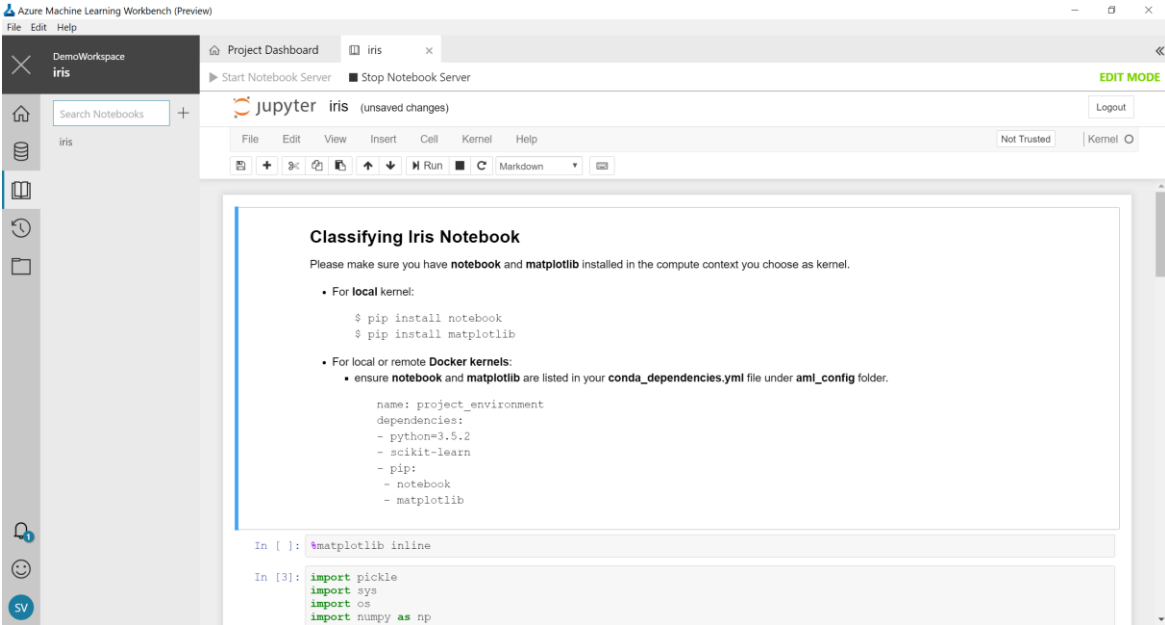 Azure Machine Learning Workbench (Preview)
File Edit Help
DemoWorkspace
iris
Project Dashboard
iris
Start Notebook Server
Stop Notebook Server
EDIT MODE
Search Notebooks
iris
jupyter iris (unsaved changes)
Logout
File Edit View Insert Cell Kernel Help
Not Trusted
Kernel
Run
Markdown
Classifying Iris Notebook
Please make sure you have notebook and matplotlib installed in the compute context you choose as kernel.
• For local kernel:
$ pip install notebook
$ pip install matplotlib
• For local or remote Docker kernels:
• ensure notebook and matplotlib are listed in your conda_dependencies.yml file under aml_config folder.
name: project_environment
dependencies:
- python=3.5.2
- scikit-learn
- pip:
- notebook
- matplotlib
In [ ]: %matplotlib inline
In [3]: import pickle
import sys
import os
import numpy as np
1
SV